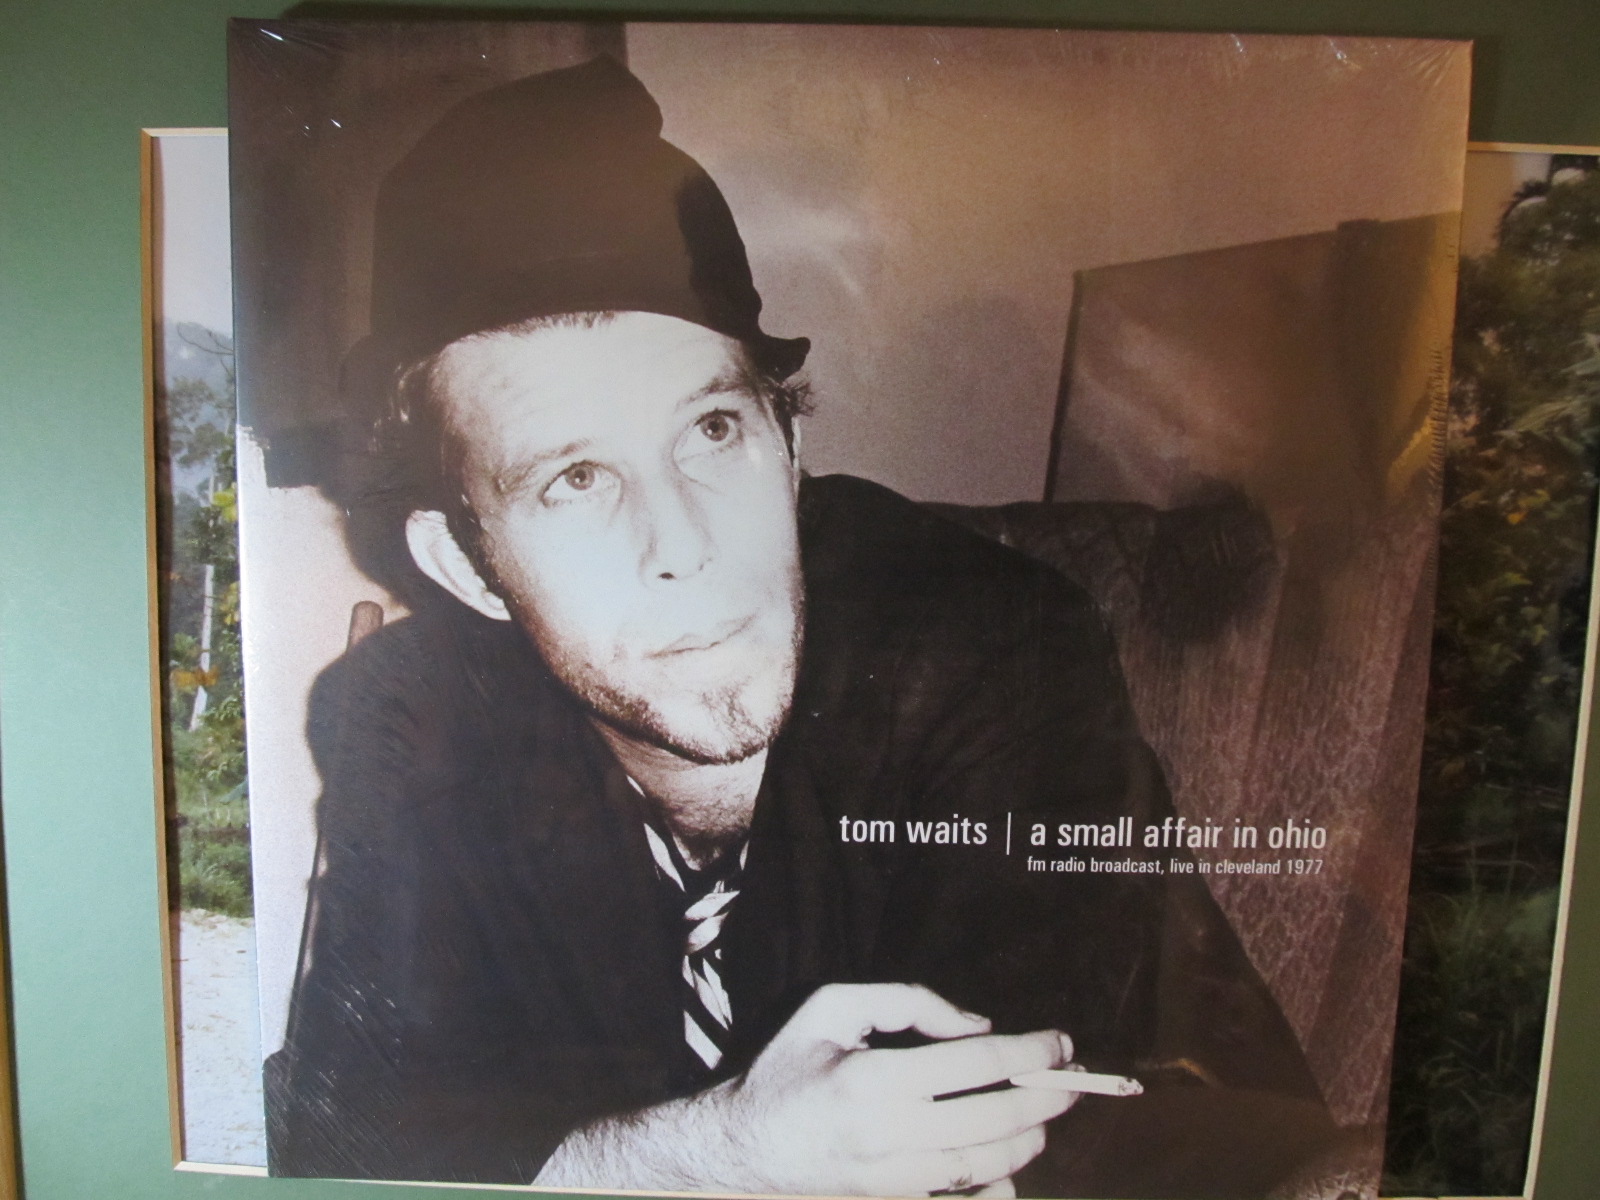 tom waits | a small affair in ohio
fm radio broadcast, live in cleveland 1977